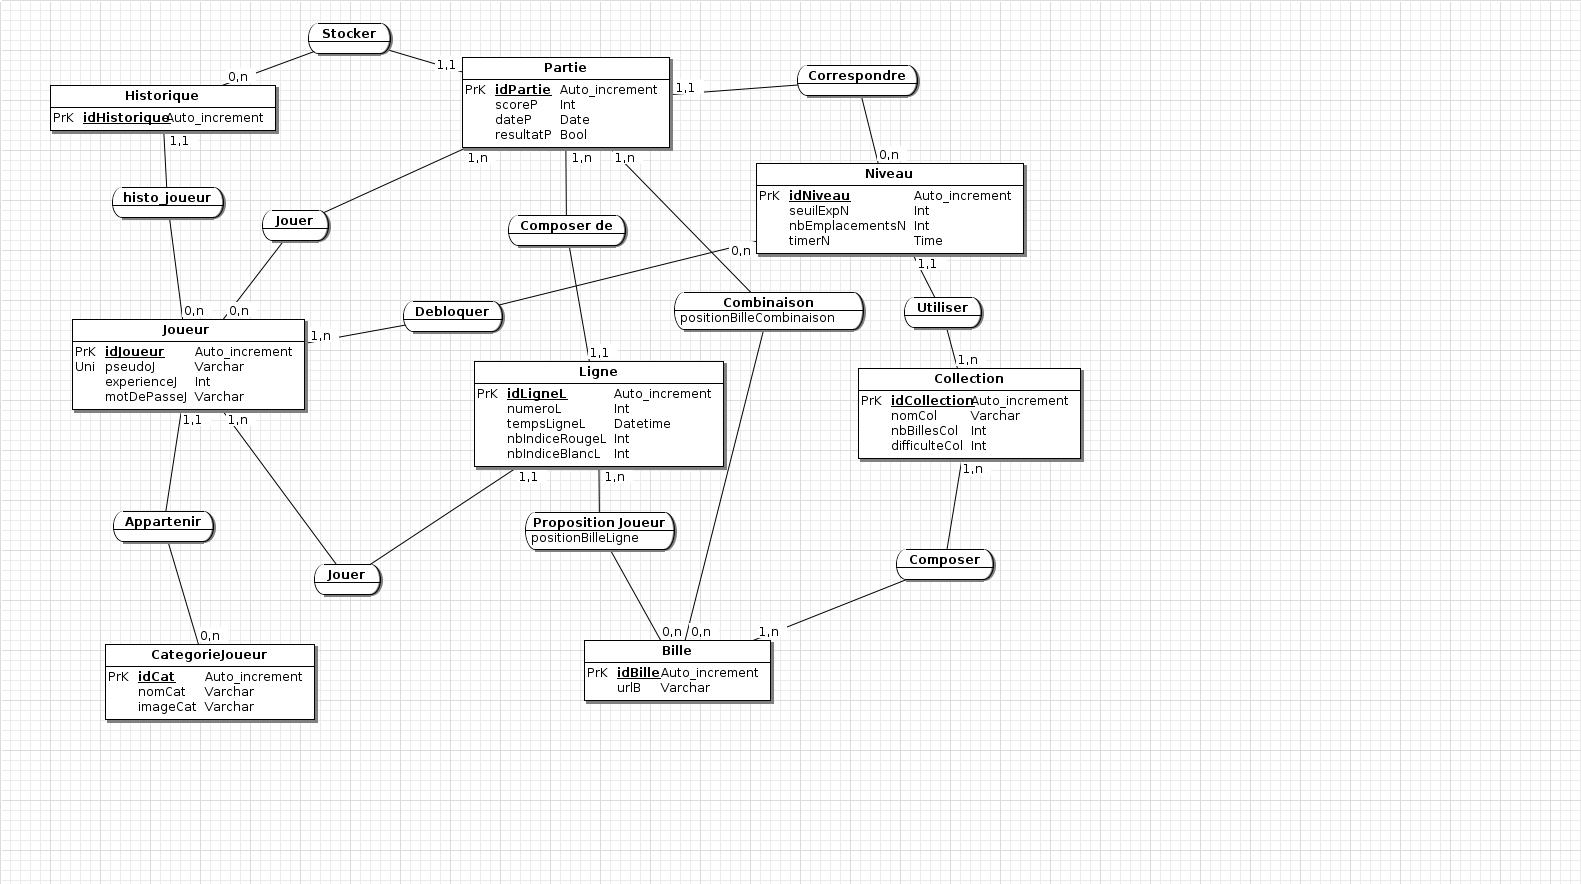 Stocker
0,n
1,1
Partie
PrK idPartie Auto_increment
scoreP Int
dateP Date
resultatP Bool
1,1
Correspondre
Historique
PrK idHistorique Auto_increment
1,1
1,n
1,n
1,n
0,n
Niveau
PrK idNiveau Auto_increment
seuilExpN Int
nbEmplacementsN Int
timerN Time
histo_joueur
Jouer
Composer de
0,n
1,1
Combinaison
positionBilleCombinaison
Utiliser
Debloquer
0,n
0,n
1,n
Joueur
PrK idJoueur Auto_increment
Uni pseudoJ Varchar
experienceJ Int
motDePasseJ Varchar
1,1
1,n
1,1
Ligne
PrK idLigneL Auto_increment
numeroL Int
tempsLigneL Datetime
nbIndiceRougeL Int
nbIndiceBlancL Int
1,n
Collection
PrK idCollection Auto_increment
nomCol Varchar
nbBillesCol Int
difficulteCol Int
1,1
1,n
1,n
Appartenir
Proposition Joueur
positionBilleLigne
Composer
Jouer
0,n
0,n
0,n
1,n
CategorieJoueur
PrK idCat Auto_increment
nomCat Varchar
imageCat Varchar
Bille
PrK idBille Auto_increment
urlB Varchar